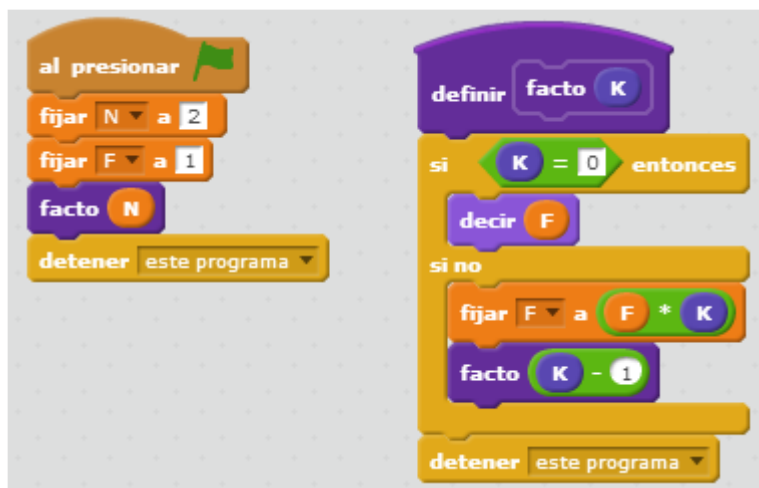 al presionar
fijar N a 2
fijar F a 1
facto N
detener este programa
definir facto K
si K = 0 entonces
decir F
si no
fijar F a F * K
facto K - 1
detener este programa